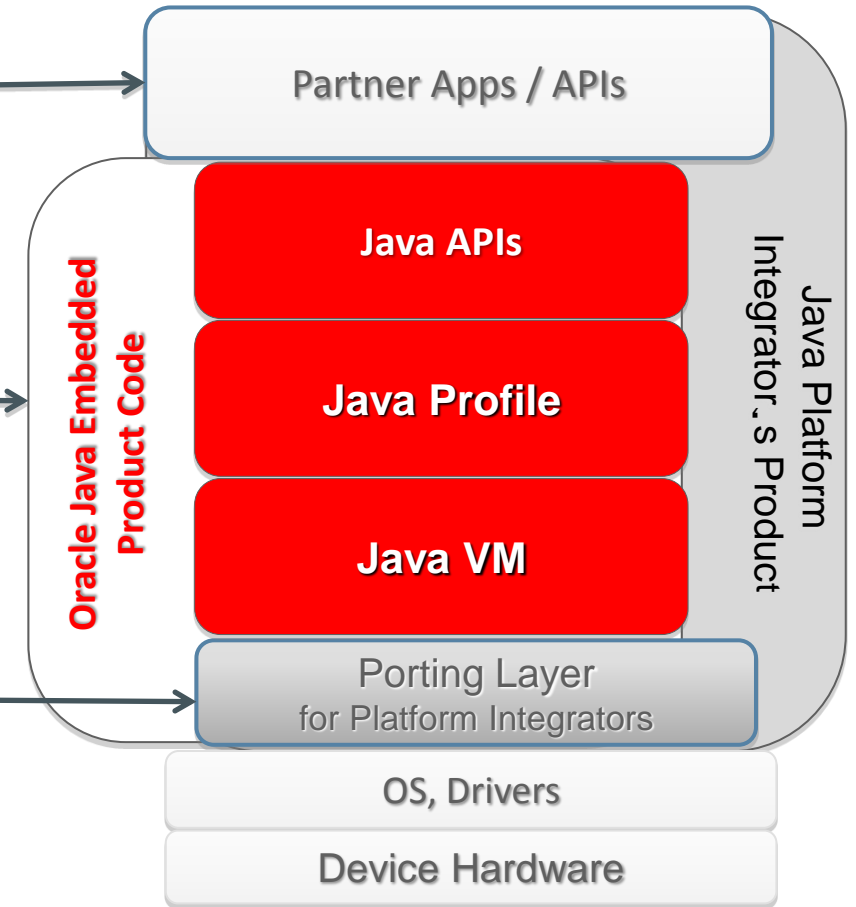 Partner Apps / APIs
Java APIs
Oracle Java Embedded
Product Code
Java Profile
Java VM
Java Platform
Integrator„s Product
Porting Layer
for Platform Integrators
OS, Drivers
Device Hardware